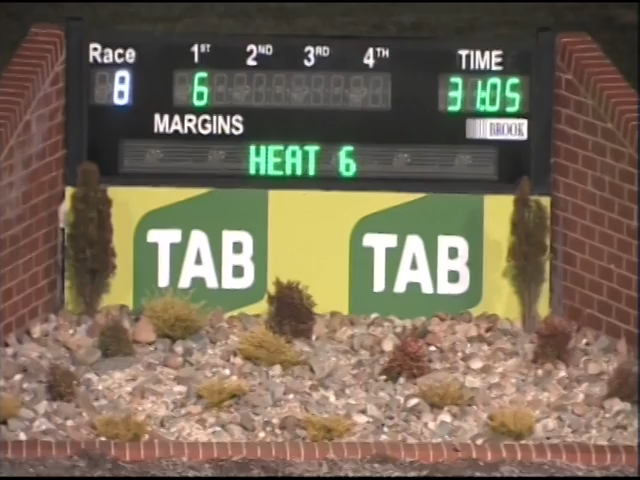 Race 1ST 2ND 3RD 4TH TIME
8 6 31.05
MARGINS BROOK
HEAT 6
TAB TAB